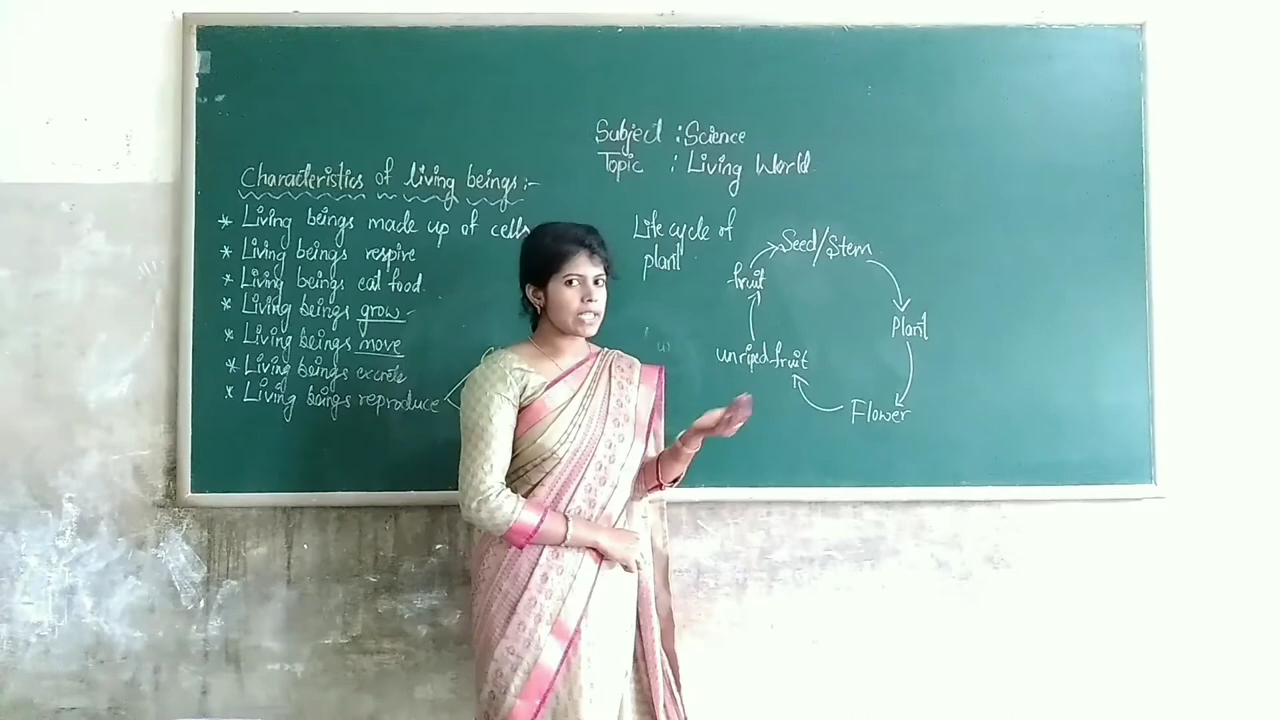 Subject : Science
Topic : Living World
Characteristics of living beings :-
* Living beings made up of cells
* Living beings respire
* Living beings eat food.
* Living beings grow -
* Living beings move
* Living beings excrete
* Living beings reproduce
Life cycle of
plant
Seed/Stem
Plant
Flower
unriped fruit
fruit